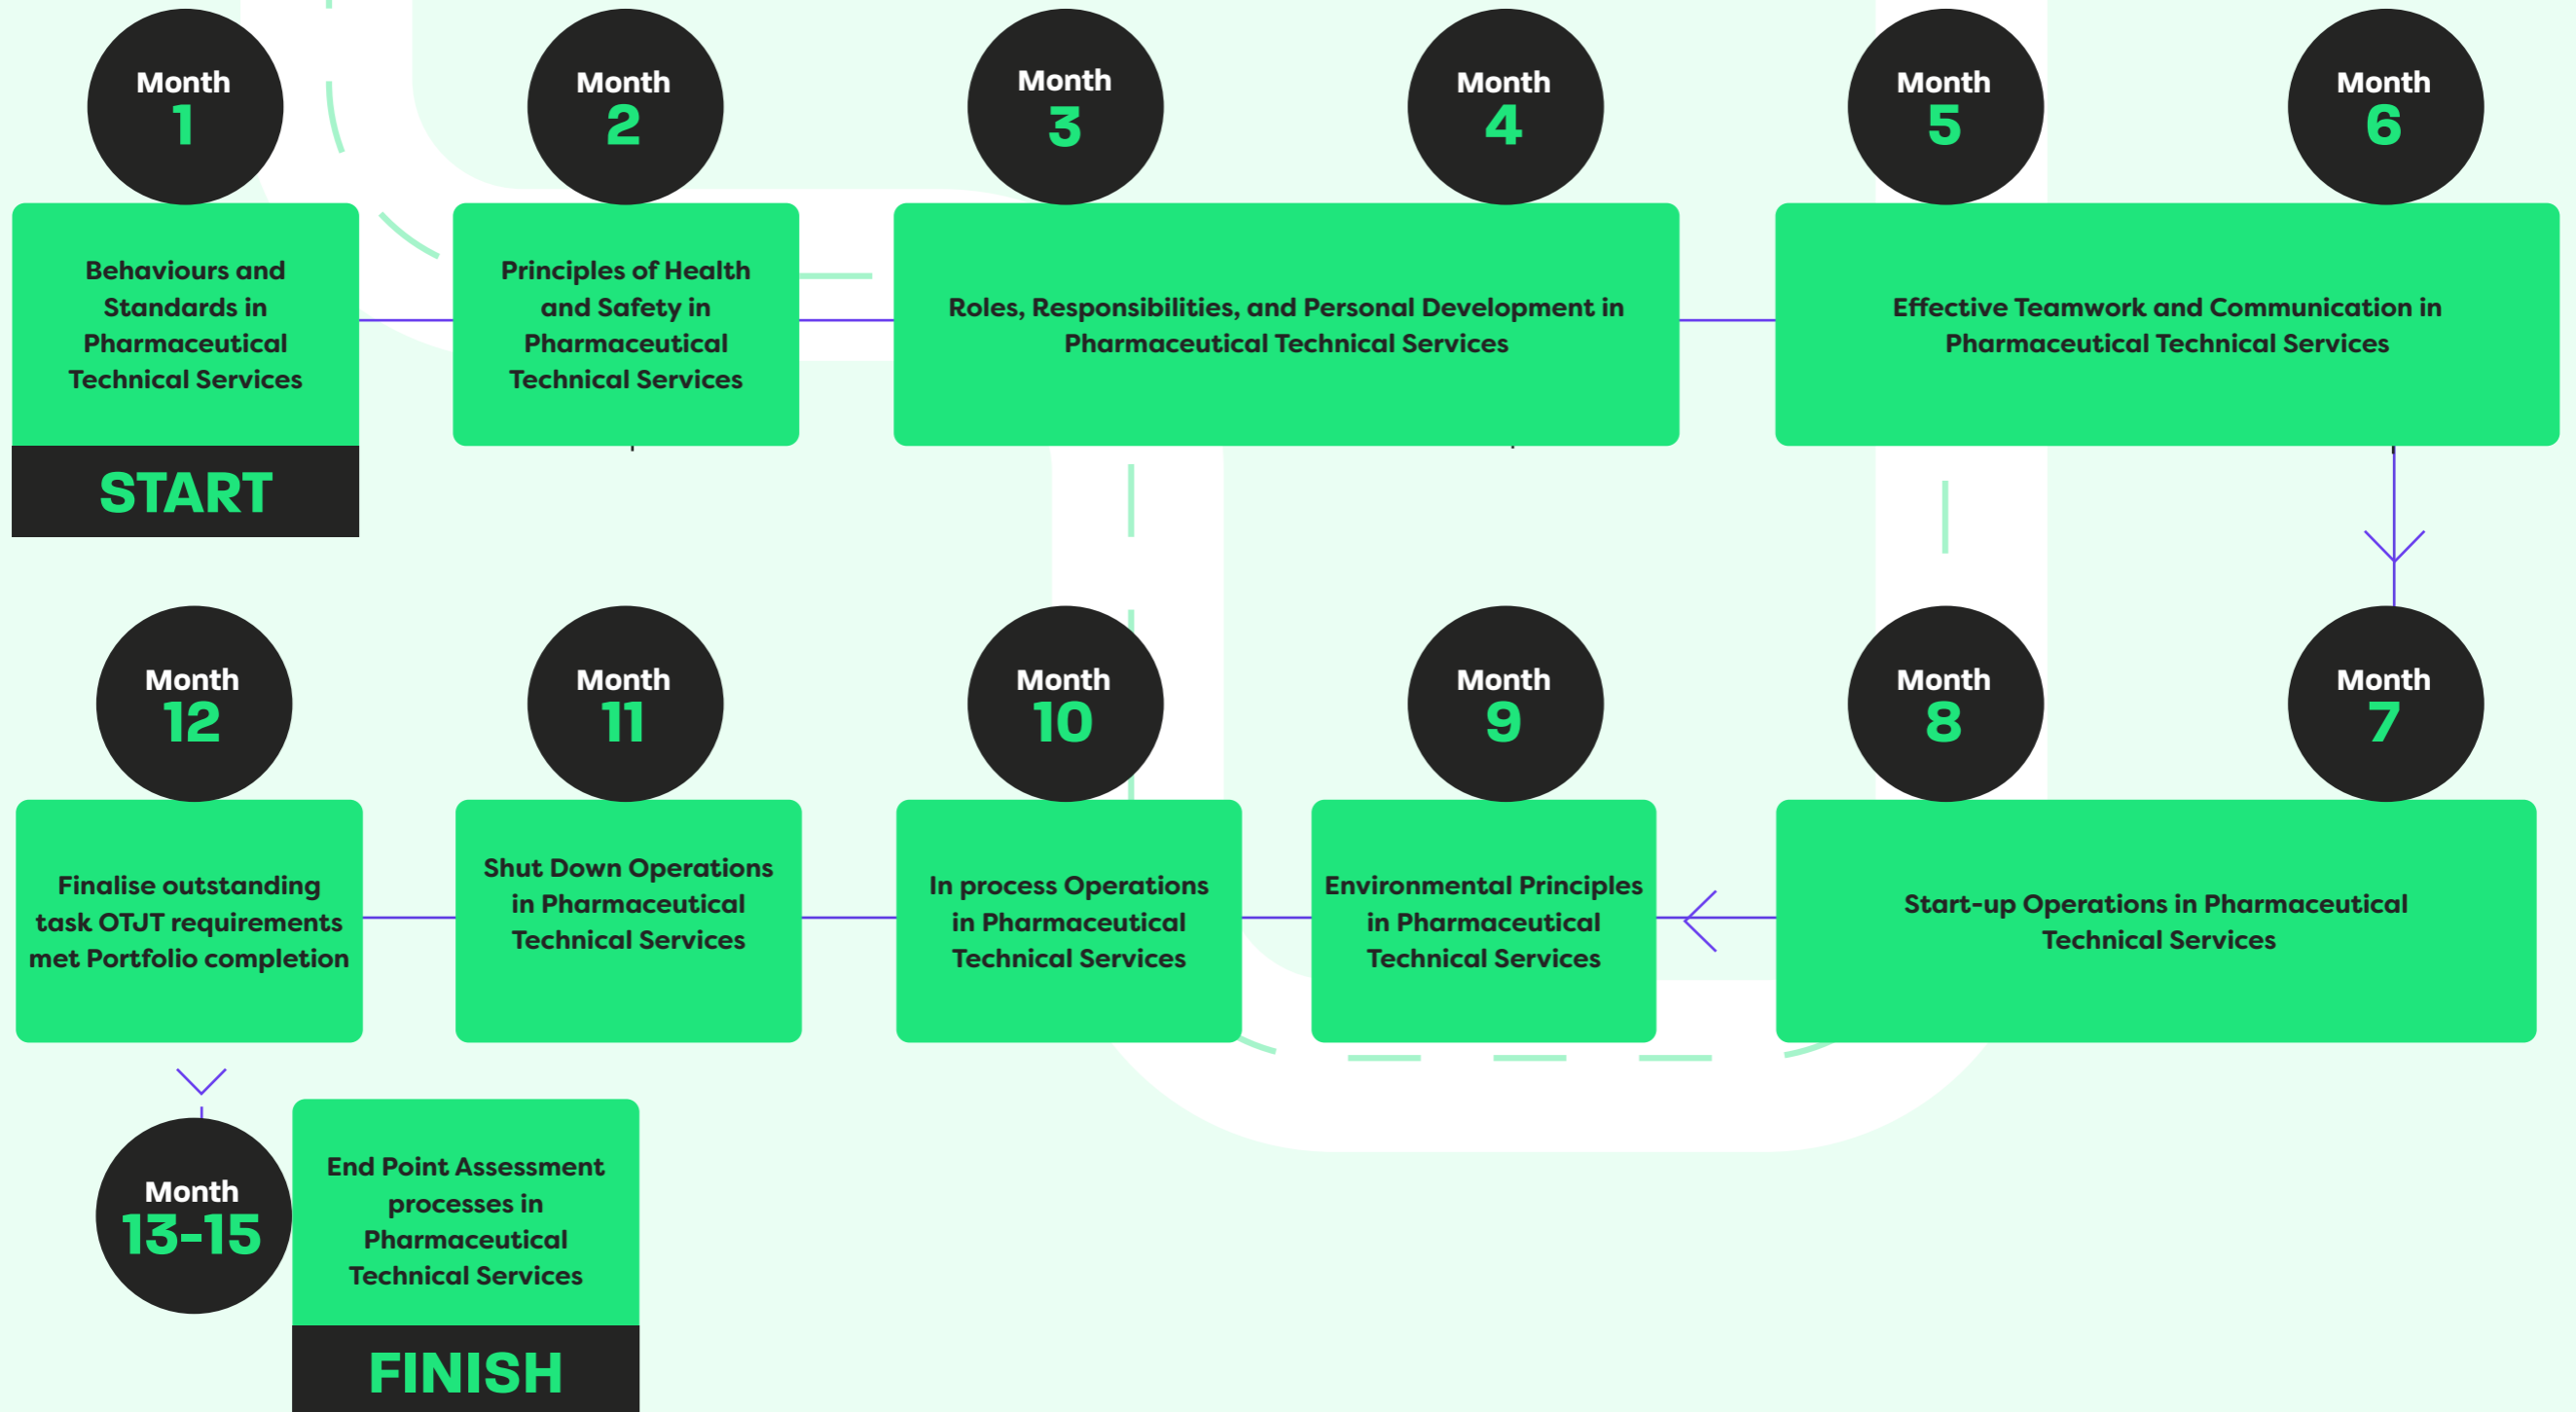 Month
1
Month
2
Month
3
Month
4
Month
5
Month
6
Behaviours and
Standards in
Pharmaceutical
Technical Services
START
Principles of Health
and Safety in
Pharmaceutical
Technical Services
Roles, Responsibilities, and Personal Development in
Pharmaceutical Technical Services
Effective Teamwork and Communication in
Pharmaceutical Technical Services
Month
7
Month
8
Month
9
Month
10
Month
11
Month
12
Start-up Operations in Pharmaceutical
Technical Services
Environmental Principles
in Pharmaceutical
Technical Services
In process Operations
in Pharmaceutical
Technical Services
Shut Down Operations
in Pharmaceutical
Technical Services
Finalise outstanding
task OTJT requirements
met Portfolio completion
Month
13-15
End Point Assessment
processes in
Pharmaceutical
Technical Services
FINISH